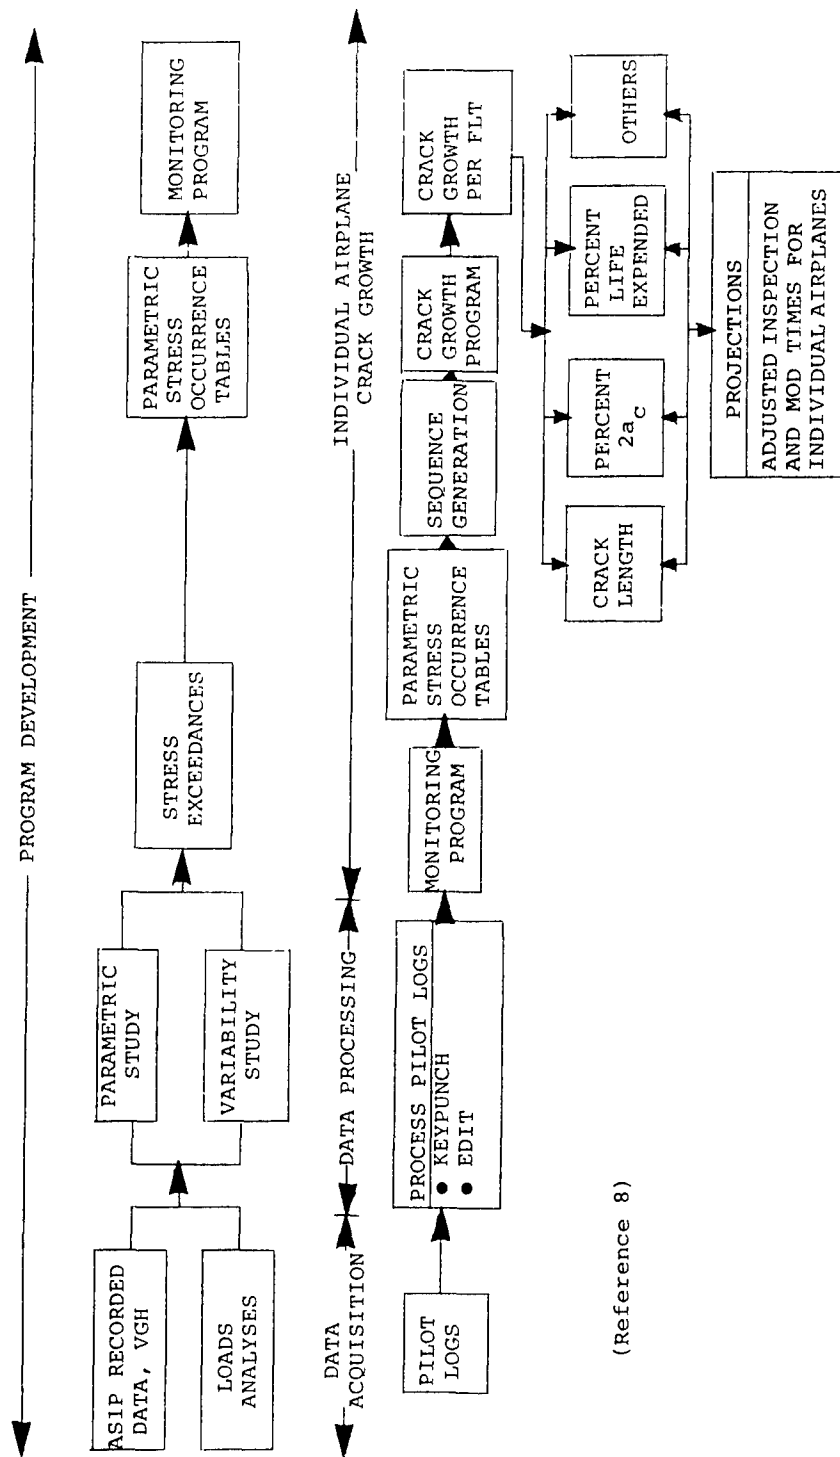 PROGRAM DEVELOPMENT
ASIP RECORDED
DATA, VGH
LOADS
ANALYSES
PARAMETRIC
STUDY
VARIABILITY
STUDY
STRESS
EXCEEDANCES
PARAMETRIC
STRESS
OCCURRENCE
TABLES
MONITORING
PROGRAM
DATA
ACQUISITION
DATA PROCESSING
INDIVIDUAL AIRPLANE
CRACK GROWTH
PILOT
LOGS
PROCESS PILOT LOGS
● KEYPUNCH
● EDIT
MONITORING
PROGRAM
PARAMETRIC
STRESS
OCCURRENCE
TABLES
SEQUENCE
GENERATION
CRACK
GROWTH
PROGRAM
CRACK
GROWTH
PER FLT
CRACK
LENGTH
PERCENT
2ac
PERCENT
LIFE
EXPENDED
OTHERS
PROJECTIONS
ADJUSTED INSPECTION
AND MOD TIMES FOR
INDIVIDUAL AIRPLANES
(Reference 8)